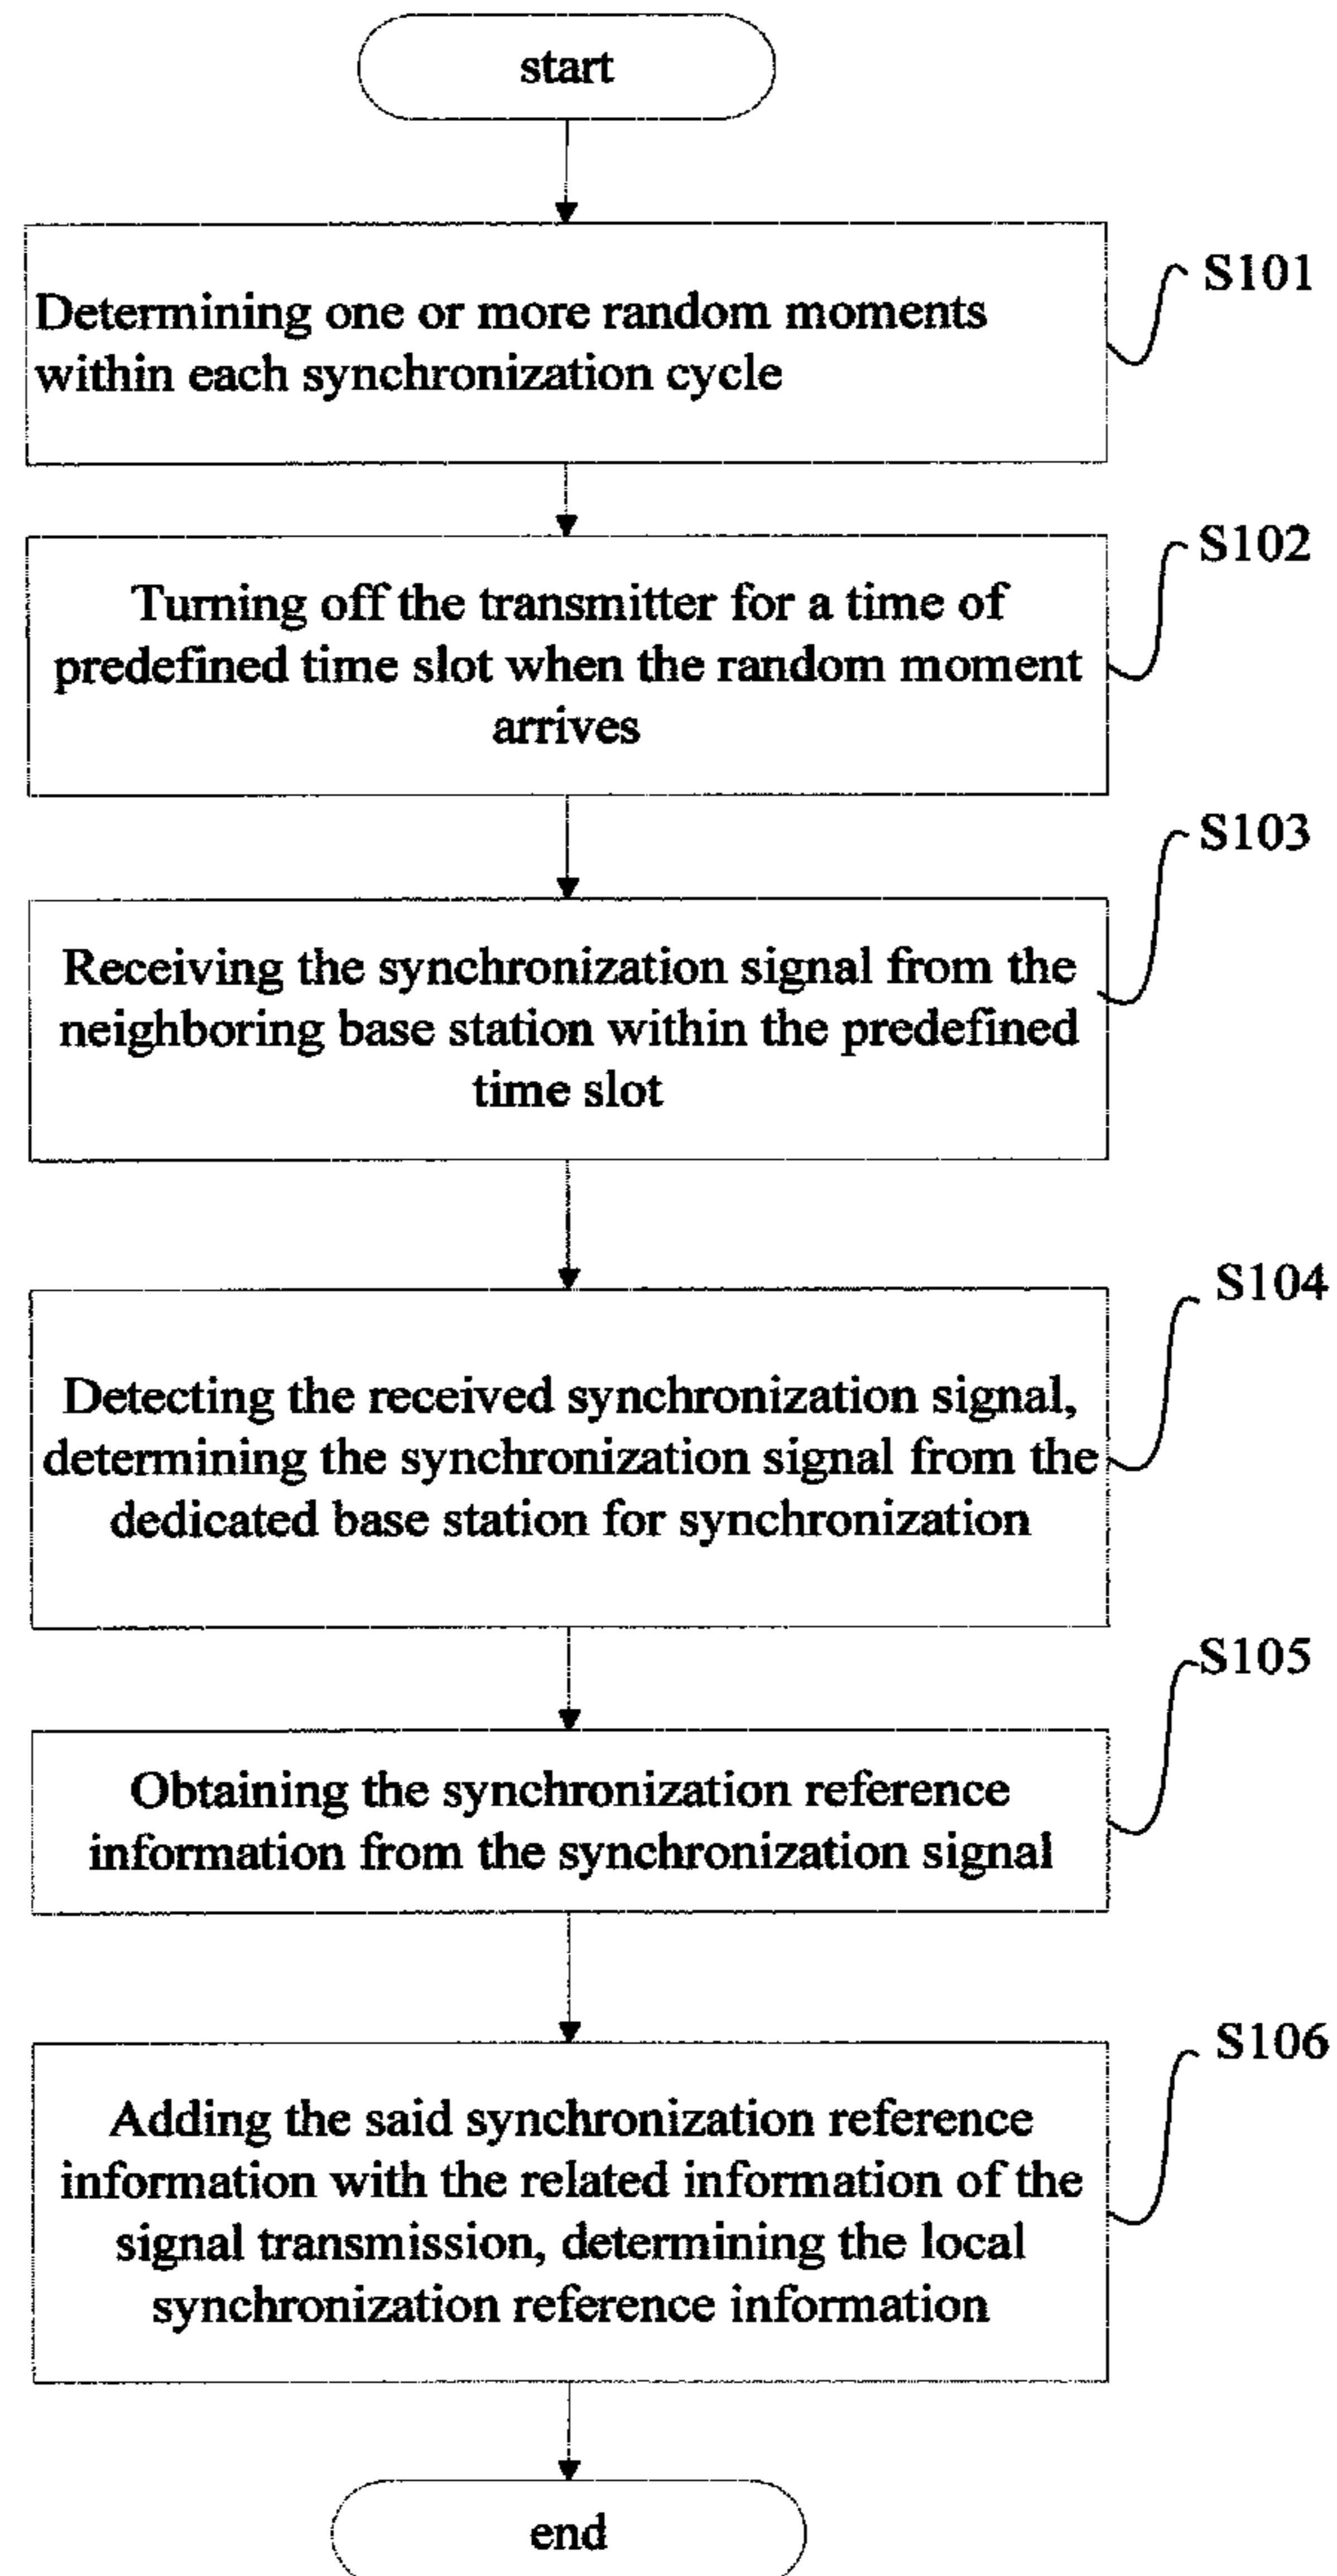 start
S101
Determining one or more random moments
within each synchronization cycle
S102
Turning off the transmitter for a time of
predefined time slot when the random moment
arrives
S103
Receiving the synchronization signal from the
neighboring base station within the predefined
time slot
S104
Detecting the received synchronization signal,
determining the synchronization signal from the
dedicated base station for synchronization
S105
Obtaining the synchronization reference
information from the synchronization signal
S106
Adding the said synchronization reference
information with the related information of the
signal transmission, determining the local
synchronization reference information
end